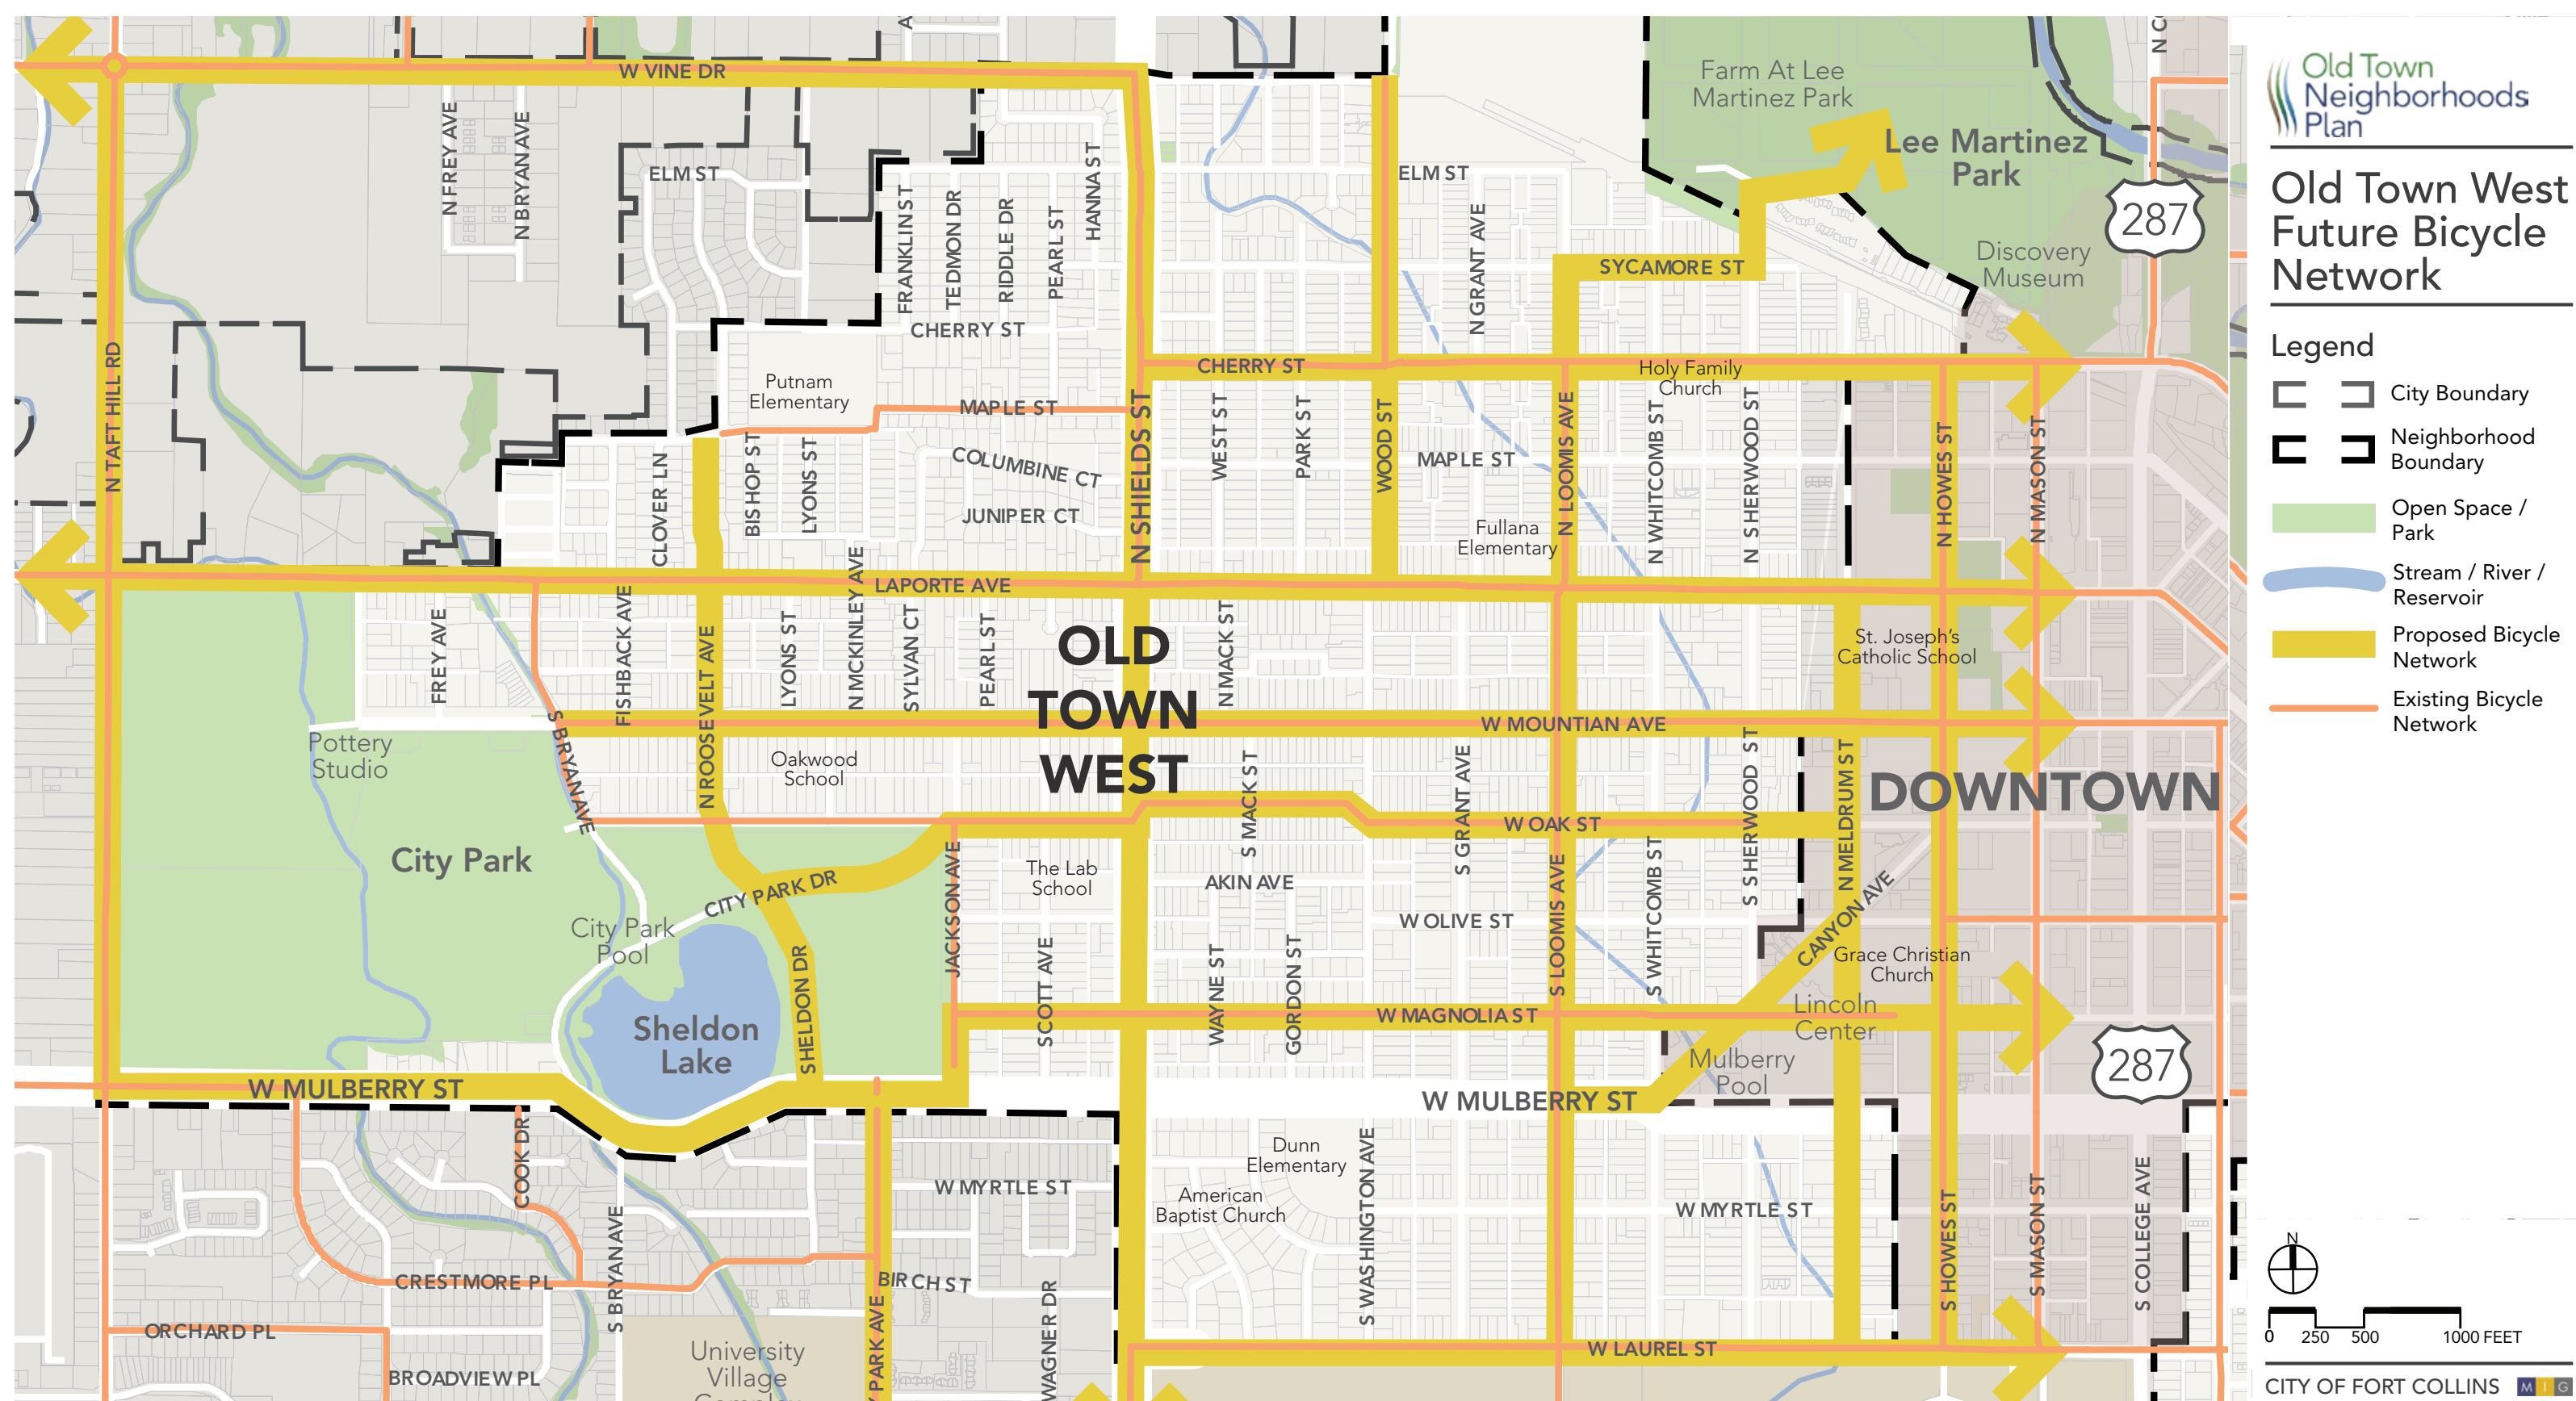 W VINE DR
Farm At Lee
Martinez Park
Lee Martinez
Park
287
Discovery
Museum
N FREY AVE
N BRYAN AVE
ELM ST
FRANKLIN ST
TEDMON DR
RIDDLE DR
PEARL ST
HANNA ST
ELM ST
N GRANT AVE
SYCAMORE ST
CHERRY ST
CHERRY ST
Holy Family
Church
N TAFT HILL RD
Putnam
Elementary
MAPLE ST
N SHIELDS ST
WEST ST
PARK ST
WOOD ST
MAPLE ST
N LOOMIS AVE
N WHITCOMB ST
N SHERWOOD ST
N HOWES ST
N MASON ST
CLOVER LN
BISHOP ST
LYONS ST
COLUMBINE CT
JUNIPER CT
Fullana
Elementary
LAPORTE AVE
FREY AVE
FISHBACK AVE
N ROOSEVELT AVE
LYONS ST
N MCKINLEY AVE
SYLVAN CT
PEARL ST
OLD
TOWN
WEST
N MACK ST
St. Joseph's
Catholic School
W MOUNTIAN AVE
Pottery
Studio
S BRYAN AVE
Oakwood
School
S MACK ST
S GRANT AVE
W OAK ST
S SHERWOOD ST
N MELDRUM ST
DOWNTOWN
City Park
CITY PARK DR
JACKSON AVE
The Lab
School
AKIN AVE
W OLIVE ST
S LOOMIS AVE
S WHITCOMB ST
CANYON AVE
Grace Christian
Church
City Park
Pool
Sheldon
Lake
SHELDON DR
SCOTT AVE
WAYNE ST
GORDON ST
W MAGNOLIA ST
Lincoln
Center
Mulberry
Pool
287
W MULBERRY ST
W MULBERRY ST
COOK DR
S BRYAN AVE
W MYRTLE ST
Dunn
Elementary
American
Baptist Church
S WASHINGTON AVE
W MYRTLE ST
S HOWES ST
S MASON ST
S COLLEGE AVE
CRESTMORE PL
BIRCH ST
ORCHARD PL
BROADVIEW PL
University
Village
PARK AVE
WAGNER DR
W LAUREL ST
Old Town
Neighborhoods
Plan
Old Town West
Future Bicycle
Network
Legend
City Boundary
Neighborhood
Boundary
Open Space /
Park
Stream / River /
Reservoir
Proposed Bicycle
Network
Existing Bicycle
Network
N
0 250 500 1000 FEET
CITY OF FORT COLLINS
M I G